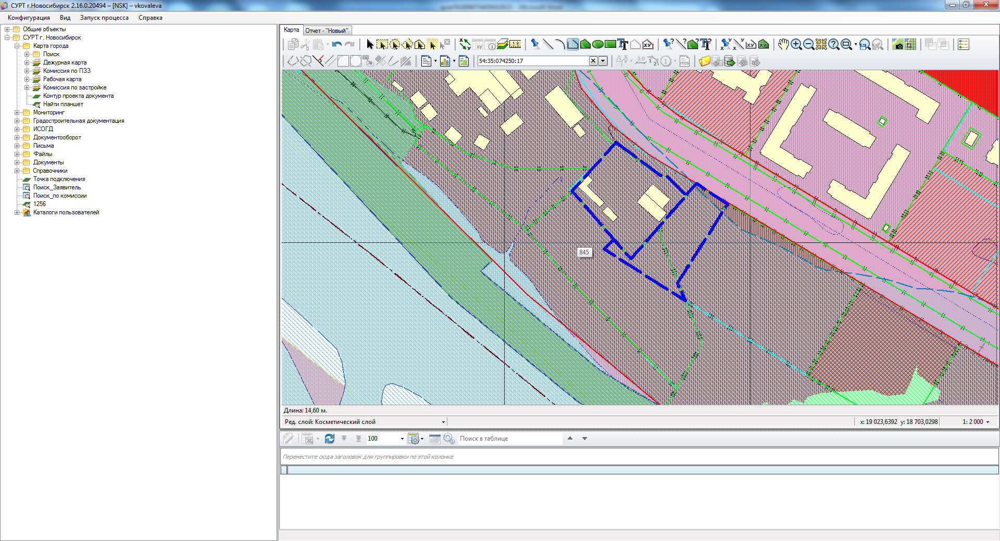 СУРТ г.Новосибирск 2.16.0.20494 – [NSK] – vkovaleva
Конфигурация Вид Запуск процесса Справка
Общие объекты
СУРТ г. Новосибирск
Карта города
Поиск
Дежурная карта
Комиссия по ПЗЗ
Рабочая карта
Комиссия по застройке
Контур проекта документа
Найти планшет
Мониторинг
Градостроительная документация
ИСОГД
Документооборот
Письма
Файлы
Документы
Справочники
Точка подключения
Поиск_Заявитель
Поиск_по комиссии
1256
Каталоги пользователей
Карта
Отчет - "Новый"
54:35:074250:17
845
Длина: 14,60 м.
Ред. слой: Косметический слой
x: 19 023,6392 y: 18 703,0298
1: 2 000
100
Поиск в таблице
Переместите сюда заголовок для группировки по этой колонке